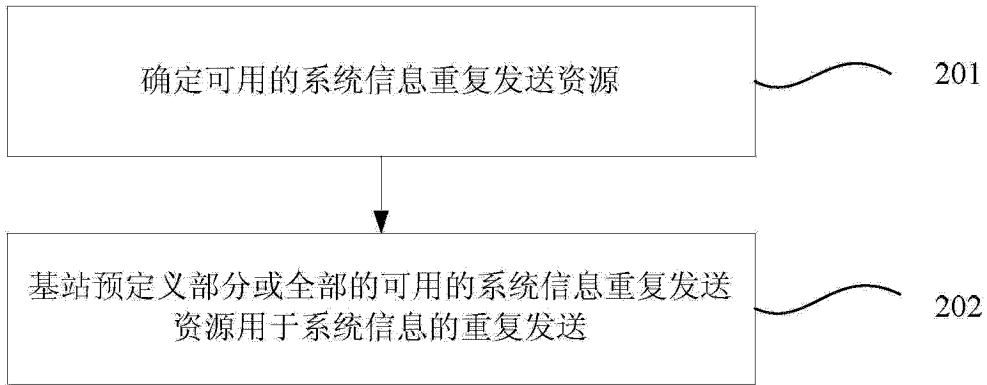 确定可用的系统信息重复发送资源
201
基站预定义部分或全部的可用的系统信息重复发送
资源用于系统信息的重复发送
202